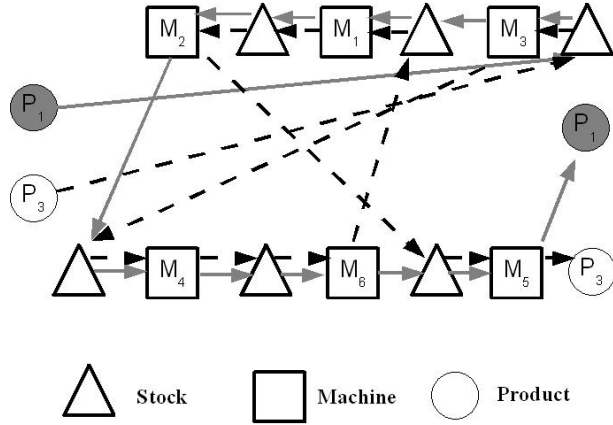 M2 M1 M3
P1
P1
P3
M4 M6 M5 P3
Stock Machine Product